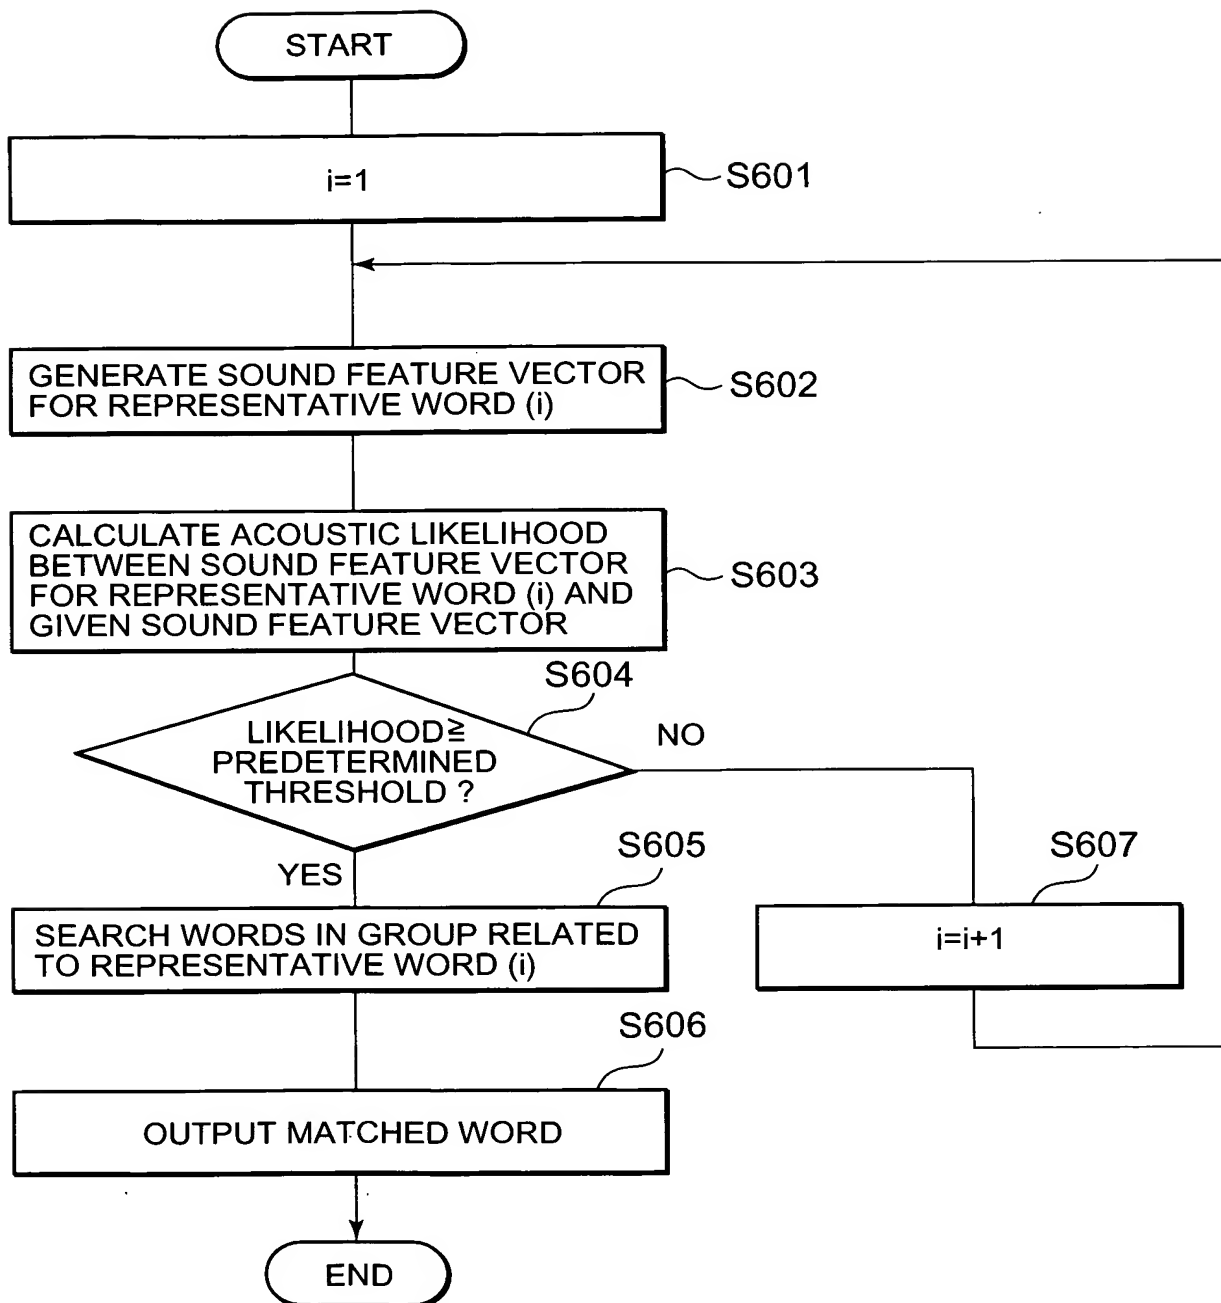 START
i=1
S601
GENERATE SOUND FEATURE VECTOR
FOR REPRESENTATIVE WORD (i)
S602
CALCULATE ACOUSTIC LIKELIHOOD
BETWEEN SOUND FEATURE VECTOR
FOR REPRESENTATIVE WORD (i) AND
GIVEN SOUND FEATURE VECTOR
S603
S604
LIKELIHOOD≧
PREDETERMINED
THRESHOLD ?
NO
YES
S605
SEARCH WORDS IN GROUP RELATED
TO REPRESENTATIVE WORD (i)
S607
i=i+1
S606
OUTPUT MATCHED WORD
END